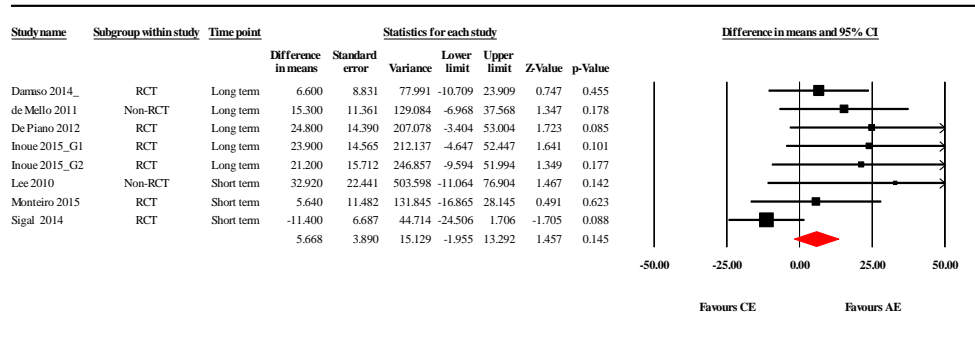 Study name Subgroup within study Time point Statistics for each study Difference in means and 95% CI
Difference in means Standard error Variance Lower limit Upper limit Z-Value p-Value
Damaso 2014_ RCT Long term 6.600 8.831 77.991 -10.709 23.909 0.747 0.455
de Mello 2011 Non-RCT Long term 15.300 11.361 129.084 -6.968 37.568 1.347 0.178
De Piano 2012 RCT Long term 24.800 14.390 207.078 -3.404 53.004 1.723 0.085
Inoue 2015_G1 RCT Long term 23.900 14.565 212.137 -4.647 52.447 1.641 0.101
Inoue 2015_G2 RCT Long term 21.200 15.712 246.857 -9.594 51.994 1.349 0.177
Lee 2010 Non-RCT Short term 32.920 22.441 503.598 -11.064 76.904 1.467 0.142
Monteiro 2015 RCT Short term 5.640 11.482 131.845 -16.865 28.145 0.491 0.623
Sigal 2014 RCT Short term -11.400 6.687 44.714 -24.506 1.706 -1.705 0.088
5.668 3.890 15.129 -1.955 13.292 1.457 0.145
-50.00 -25.00 0.00 25.00 50.00
Favours CE Favours AE